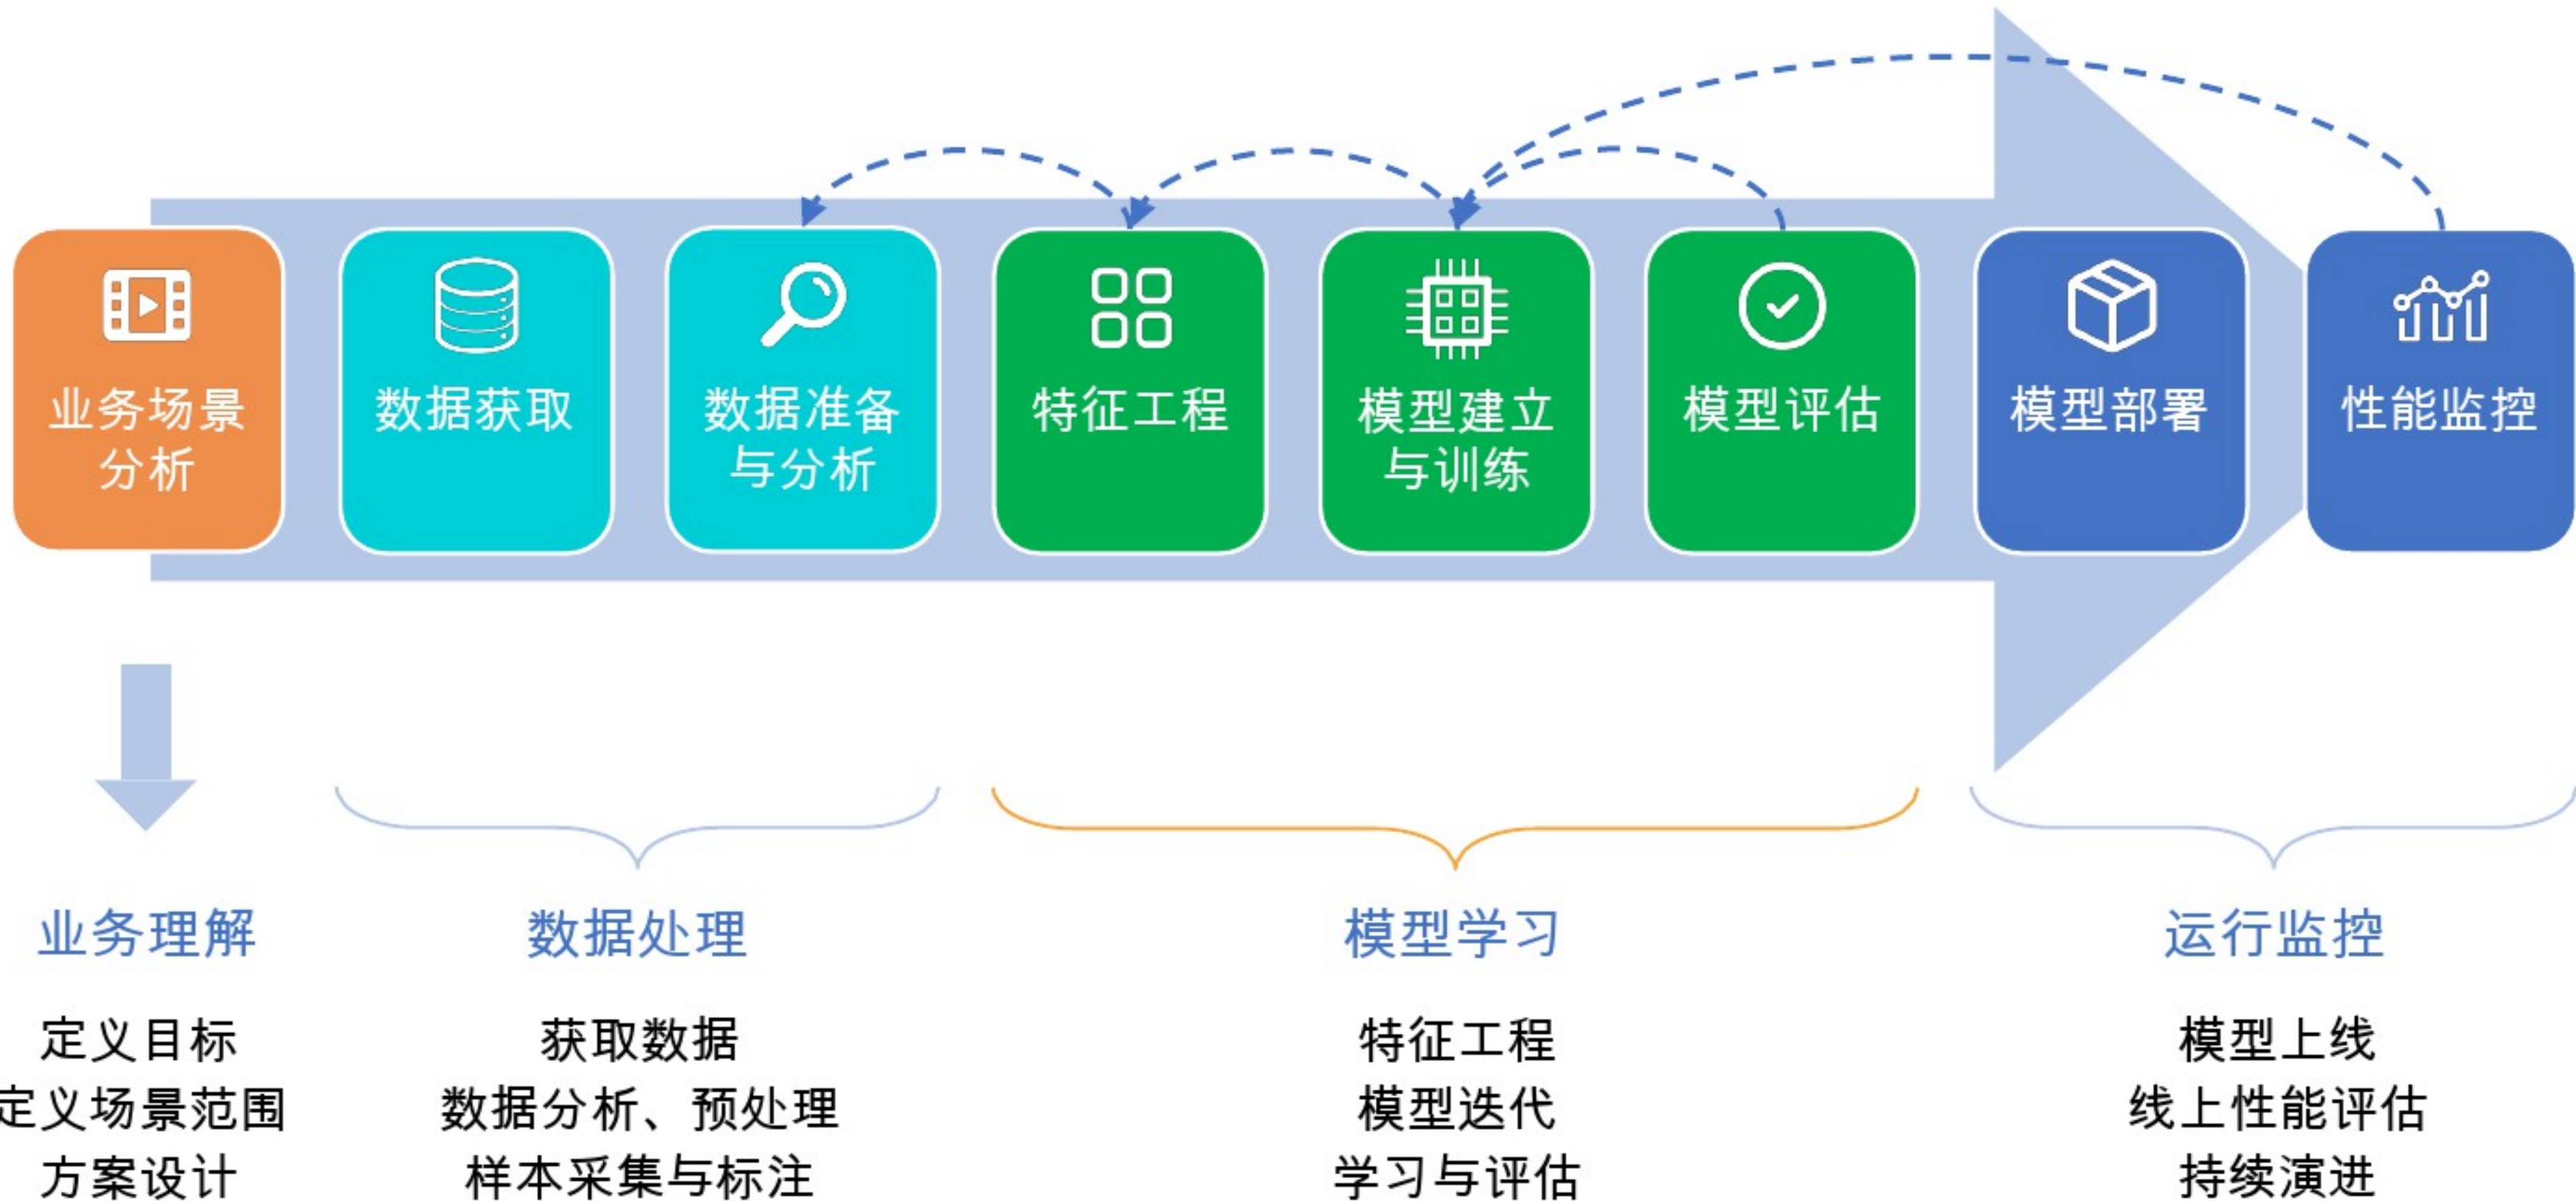 业务场景
分析
数据获取
数据准备
与分析
特征工程
模型建立
与训练
模型评估
模型部署
性能监控
业务理解
定义目标
定义场景范围
方案设计
数据处理
获取数据
数据分析、预处理
样本采集与标注
模型学习
特征工程
模型迭代
学习与评估
运行监控
模型上线
线上性能评估
持续演进